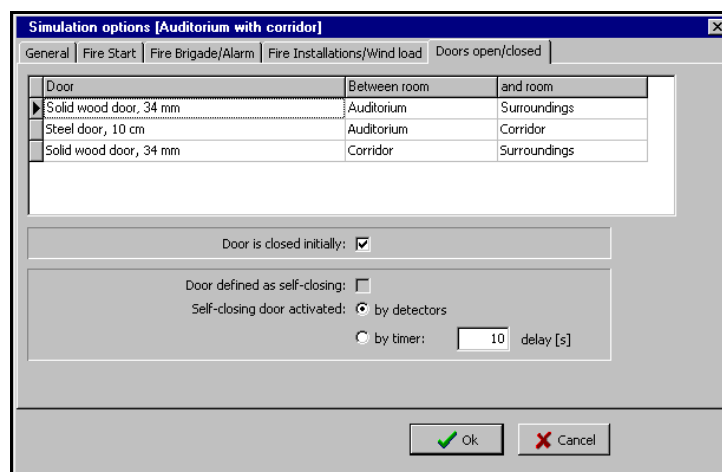 Simulation options [Auditorium with corridor]
General Fire Start Fire Brigade/Alarm Fire Installations/Wind load Doors open/closed
Door Between room and room
Solid wood door, 34 mm Auditorium Surroundings
Steel door, 10 cm Auditorium Corridor
Solid wood door, 34 mm Corridor Surroundings
Door is closed initially:
Door defined as self-closing:
Self-closing door activated: by detectors
by timer: 10 delay [s]
Ok Cancel